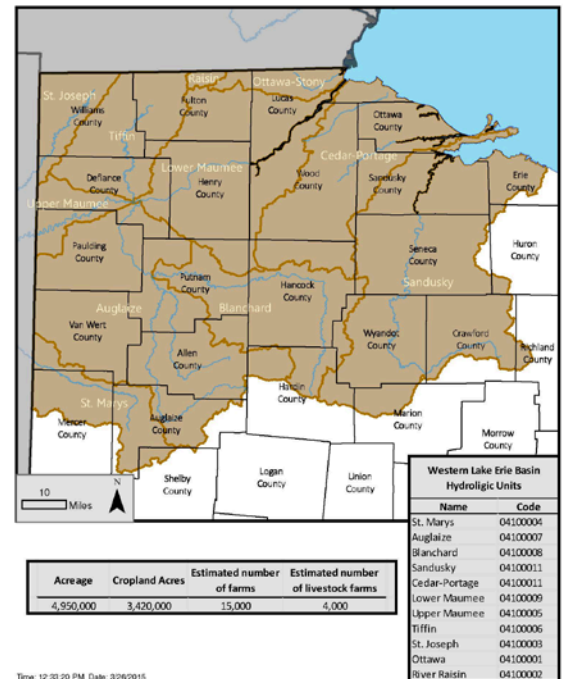 Raisin
Ottawa-Stony
St. Joseph
Williams
County
Fulton
County
Lucas
County
Ottawa
County
Tiffin
Cedar-Portage
Lower Maumee
Defiance
County
Henry
County
Wood
County
Sandusky
County
Erie
County
Upper Maumee
Paulding
County
Seneca
County
Huron
County
Putnam
County
Hancock
County
Sandusky
Auglaize
Blanchard
Van Wert
County
Wyandot
County
Crawford
County
Richland
County
Allen
County
Hardin
County
St. Marys
Mercer
County
Auglaize
County
Marion
County
Morrow
County
Shelby
County
Logan
County
Union
County
10
Miles
N
Western Lake Erie Basin
Hydroligic Units
Name Code
St. Marys 04100004
Auglaize 04100007
Blanchard 04100008
Sandusky 04100011
Cedar-Portage 04100011
Lower Maumee 04100009
Upper Maumee 04100005
Tiffin 04100006
St. Joseph 04100003
Ottawa 04100001
River Raisin 04100002
Acreage Cropland Acres Estimated number of farms Estimated number of livestock farms
4,950,000 3,420,000 15,000 4,000
Time: 12:33:20 PM Date: 3/26/2015